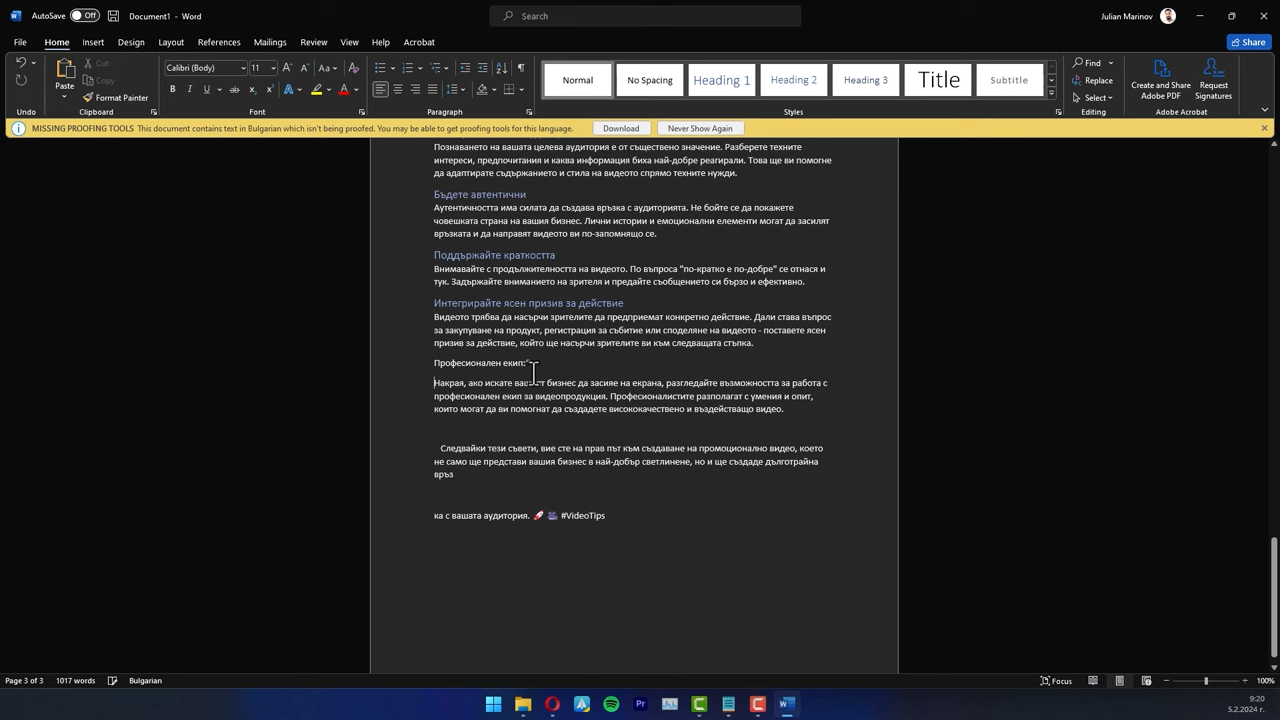 AutoSave Off Document1 - Word Search Julian Marinov
File Home Insert Design Layout References Mailings Review View Help Acrobat Share
Calibri (Body) 11
Paste Cut Copy Format Painter
Normal No Spacing Heading 1 Heading 2 Heading 3 Title Subtitle
Find Replace Select
Create and Share Adobe PDF Request Signatures
Undo Clipboard Font Paragraph Styles Editing Adobe Acrobat
MISSING PROOFING TOOLS This document contains text in Bulgarian which isn't being proofed. You may be able to get proofing tools for this language. Download Never Show Again
Познаването на вашата целева аудитория е от съществено значение. Разберете техните
интереси, предпочитания и каква информация биха най-добре реагирали. Това ще ви помогне
да адаптирате съдържанието и стила на видеото спрямо техните нужди.
Бъдете автентични
Аутентичността има силата да създава връзка с аудиторията. Не бойте се да покажете
човешката страна на вашия бизнес. Лични истории и емоционални елементи могат да засилят
връзката и да направят видеото ви по-запомнящо се.
Поддържайте краткостта
Внимавайте с продължителността на видеото. По въпроса "по-кратко е по-добре" се отнася и
тук. Задържайте вниманието на зрителя и предайте съобщението си бързо и ефективно.
Интегрирайте ясен призив за действие
Видеото трябва да насърчи зрителите да предприемат конкретно действие. Дали става въпрос
за закупуване на продукт, регистрация за събитие или споделяне на видеото - поставете ясен
призив за действие, който ще насърчи зрителите ви към следващата стъпка.
Професионален екип:
Накрая, ако искате вашият бизнес да засияе на екрана, разгледайте възможността за работа с
професионален екип за видеопродукция. Професионалистите разполагат с умения и опит,
които могат да ви помогнат да създадете висококачествено и въздействащо видео.
Следвайки тези съвети, вие сте на прав път към създаване на промоционално видео, което
не само ще представи вашия бизнес в най-добър светлинене, но и ще създаде дълготрайна
връз
ка с вашата аудитория. 🚀 🎥 #VideoTips
Page 3 of 3 1017 words Bulgarian Focus 100%
9:20
5.2.2024 г.